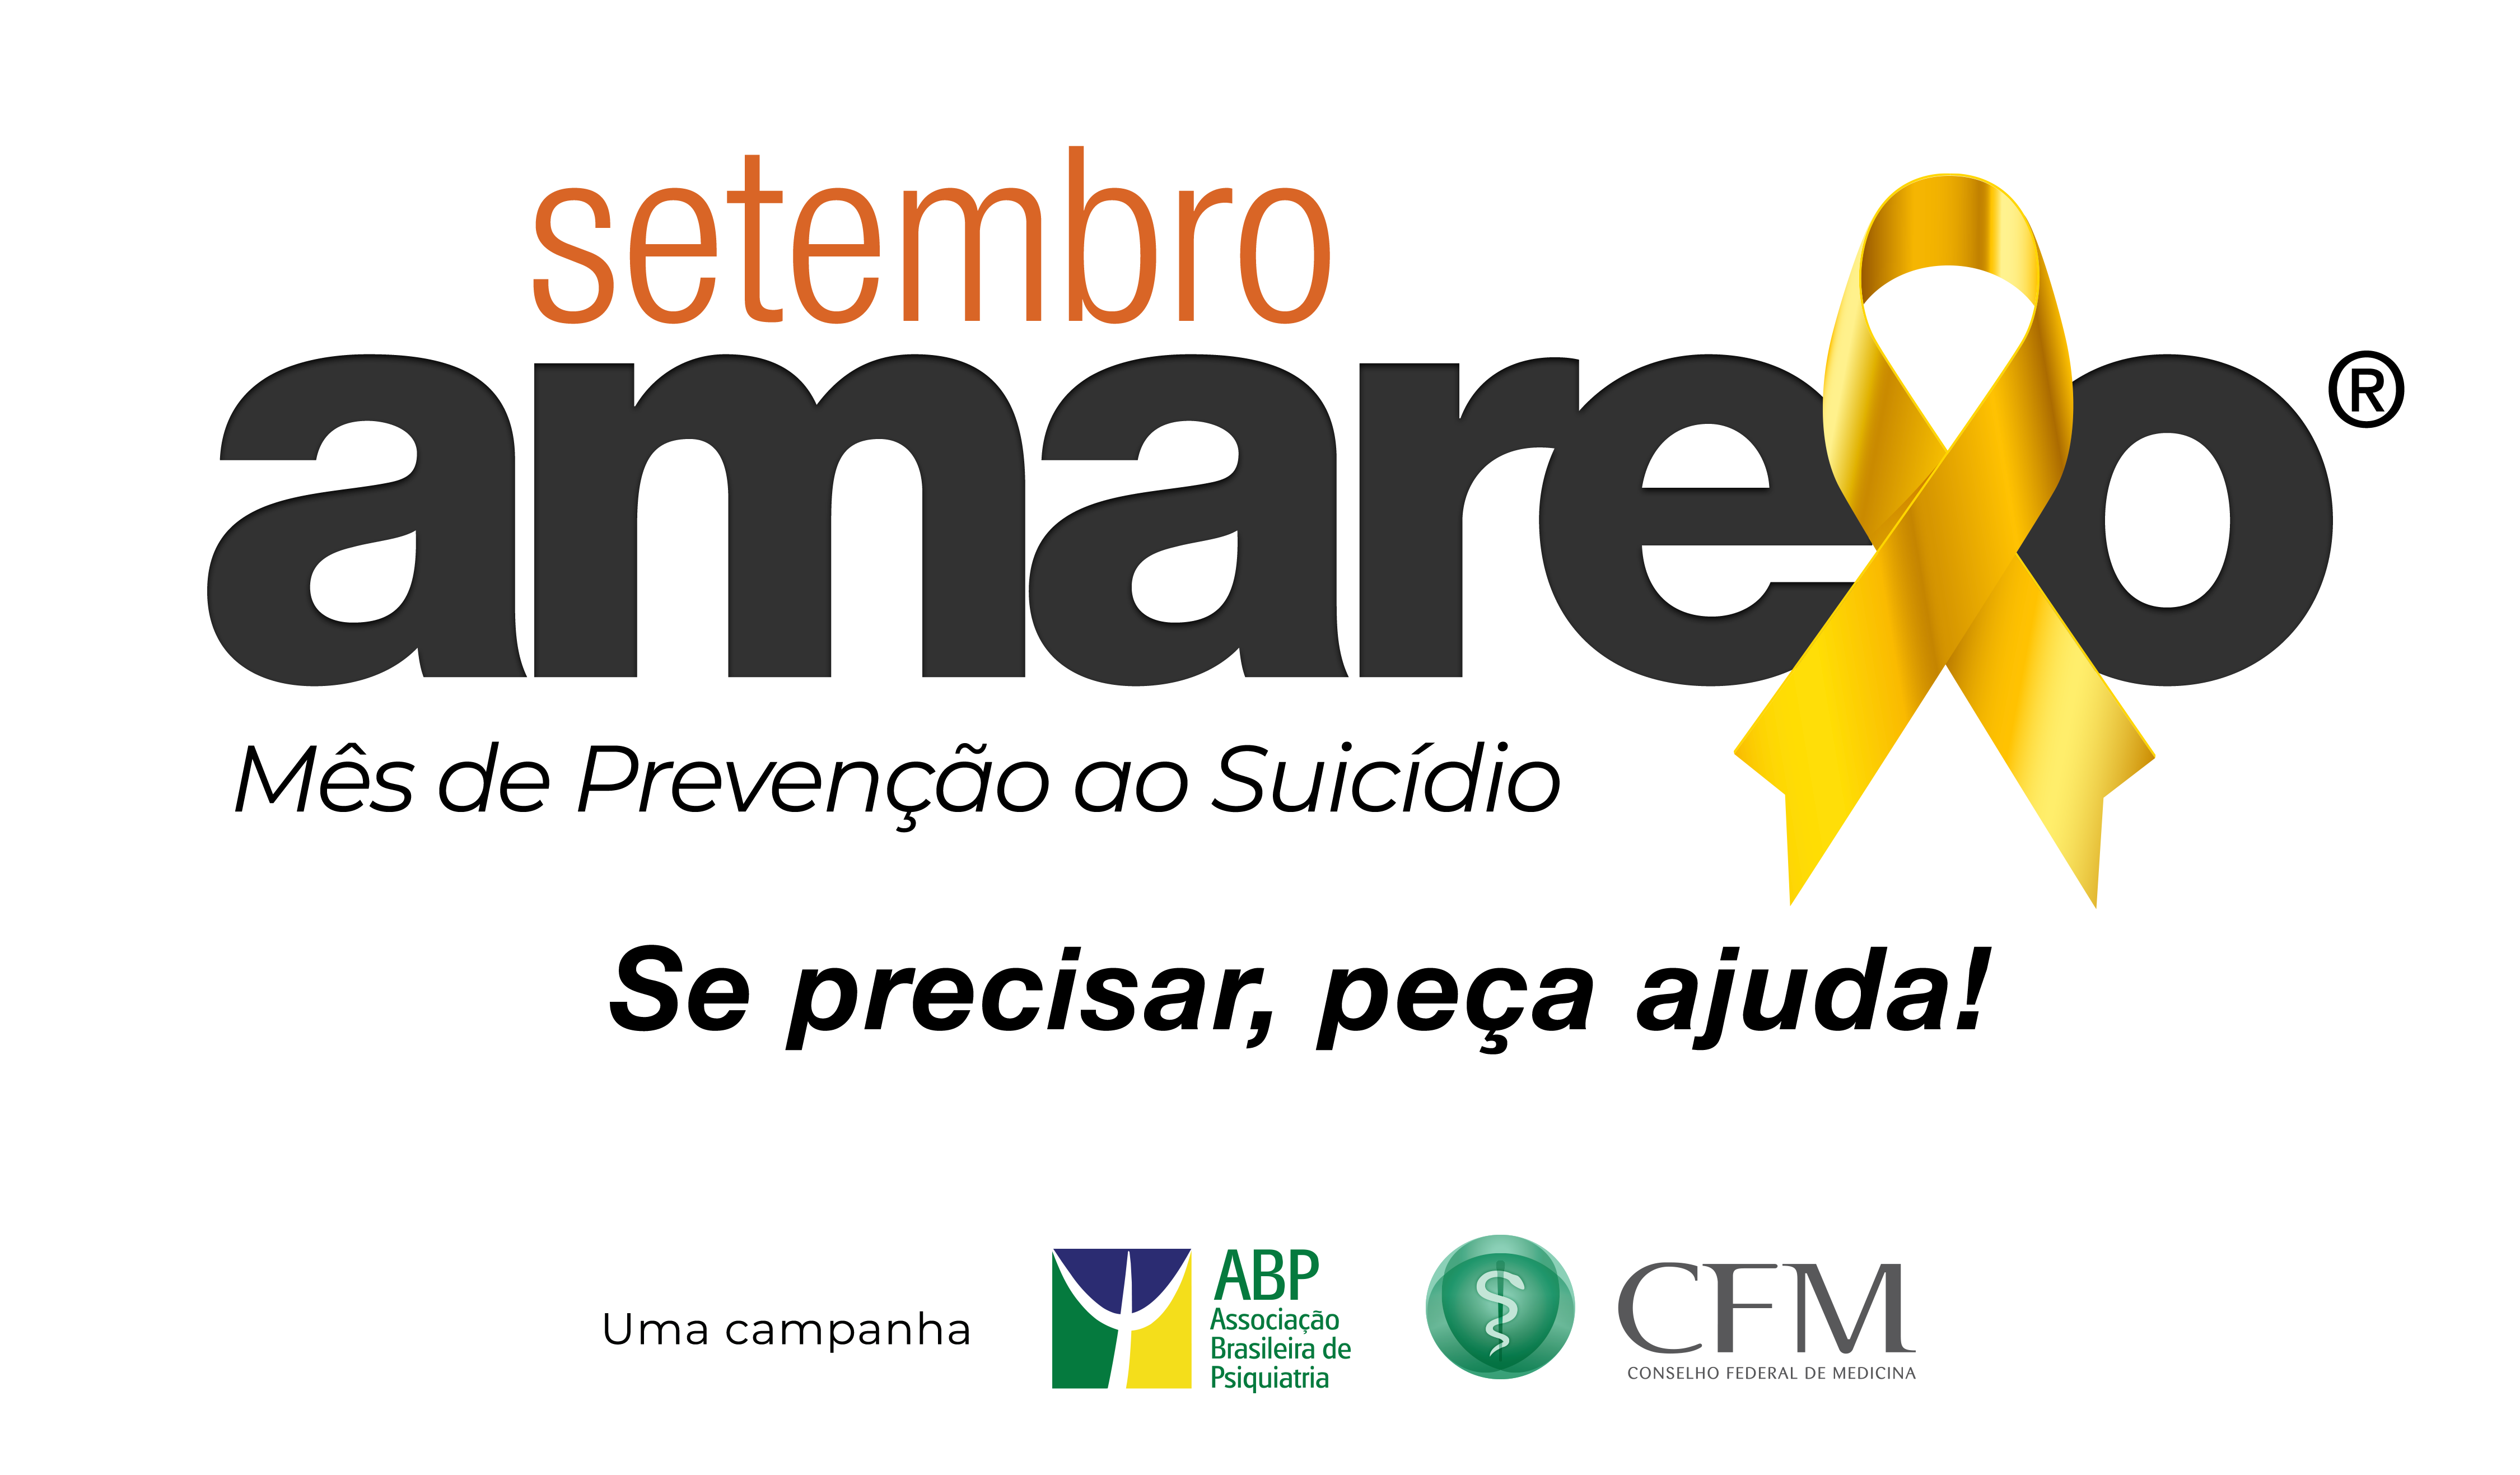 setembro
amarelo®
Mês de Prevenção ao Suicídio
Se precisar, peça ajuda!
Uma campanha
ABP
Associação
Brasileira de
Psiquiatria
CFM
CONSELHO FEDERAL DE MEDICINA